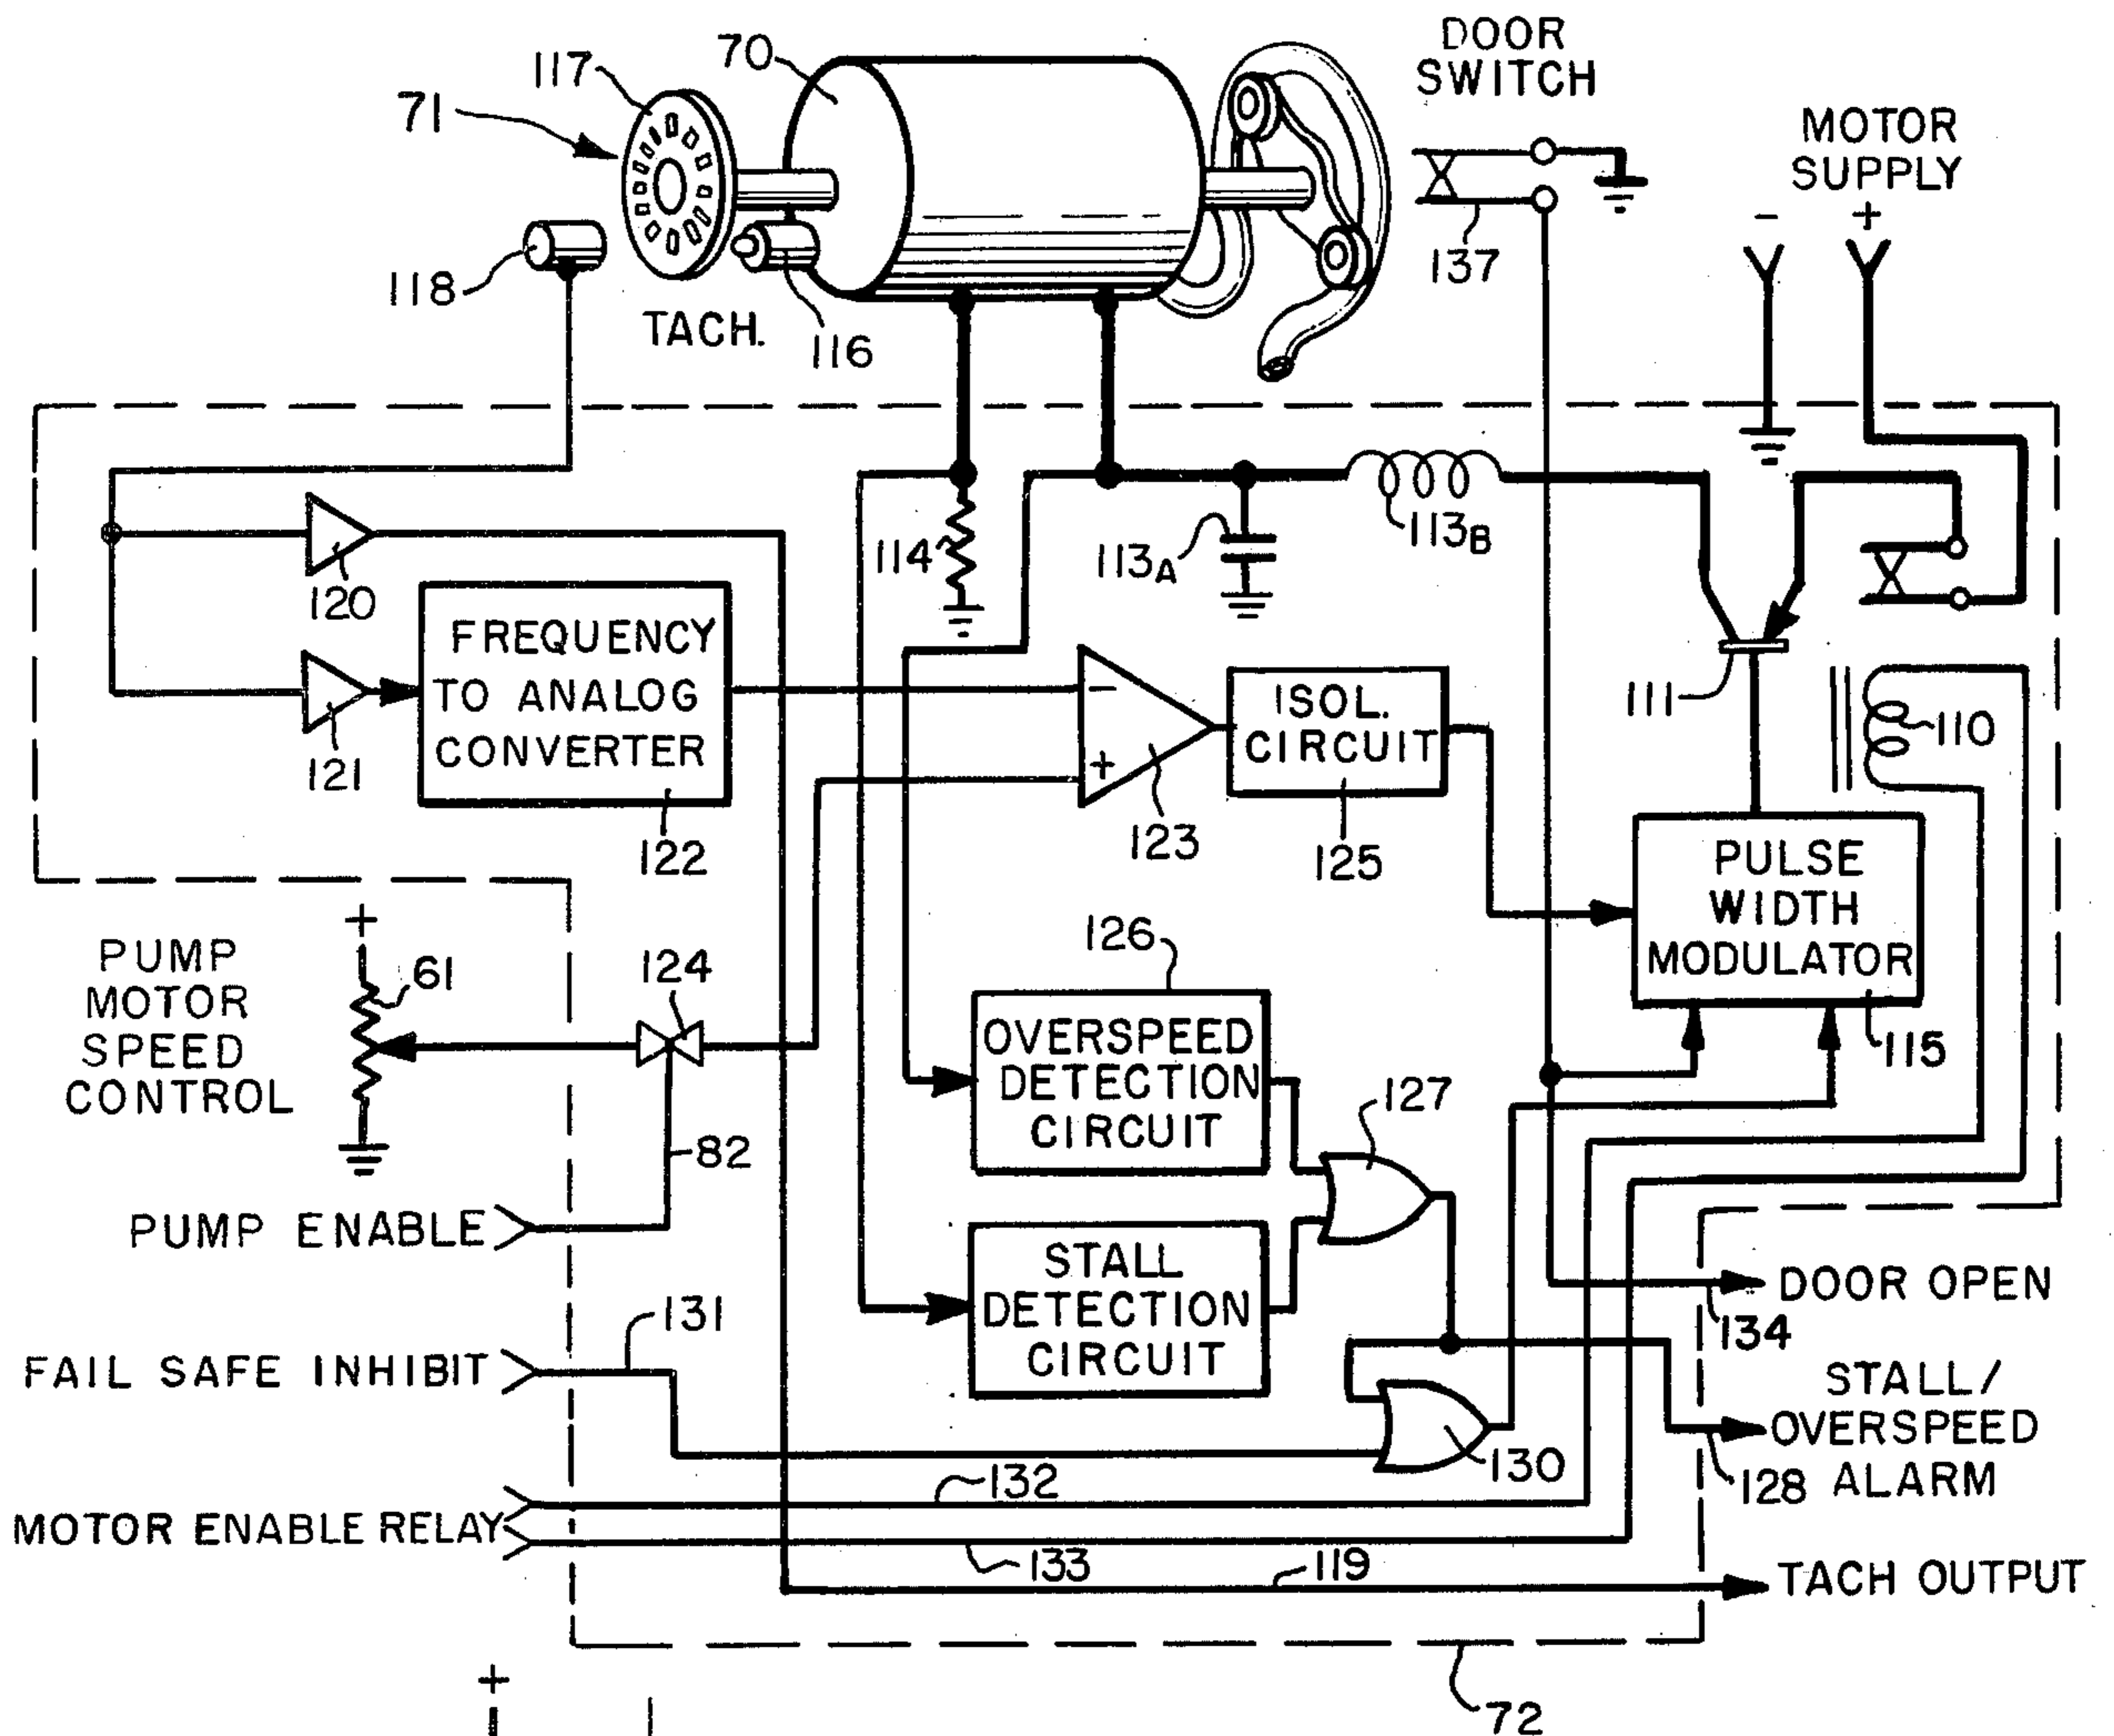 DOOR
SWITCH
117
70
71
MOTOR
SUPPLY
-
+
137
118
TACH.
116
114
113A
113B
120
FREQUENCY
TO ANALOG
CONVERTER
121
122
-
+
123
ISOL.
CIRCUIT
125
111
110
PULSE
WIDTH
MODULATOR
115
+
PUMP
MOTOR
SPEED
CONTROL
61
124
82
126
OVERSPEED
DETECTION
CIRCUIT
127
PUMP ENABLE
STALL
DETECTION
CIRCUIT
DOOR OPEN
134
131
FAIL SAFE INHIBIT
STALL/
OVERSPEED
ALARM
128
130
132
MOTOR ENABLE RELAY
133
119
TACH OUTPUT
72
+